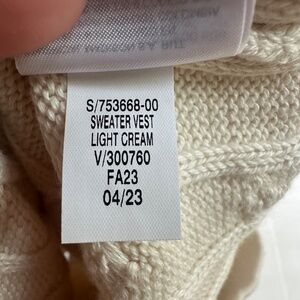 S/753668-00
SWEATER VEST
LIGHT CREAM
V/300760
FA23
04/23